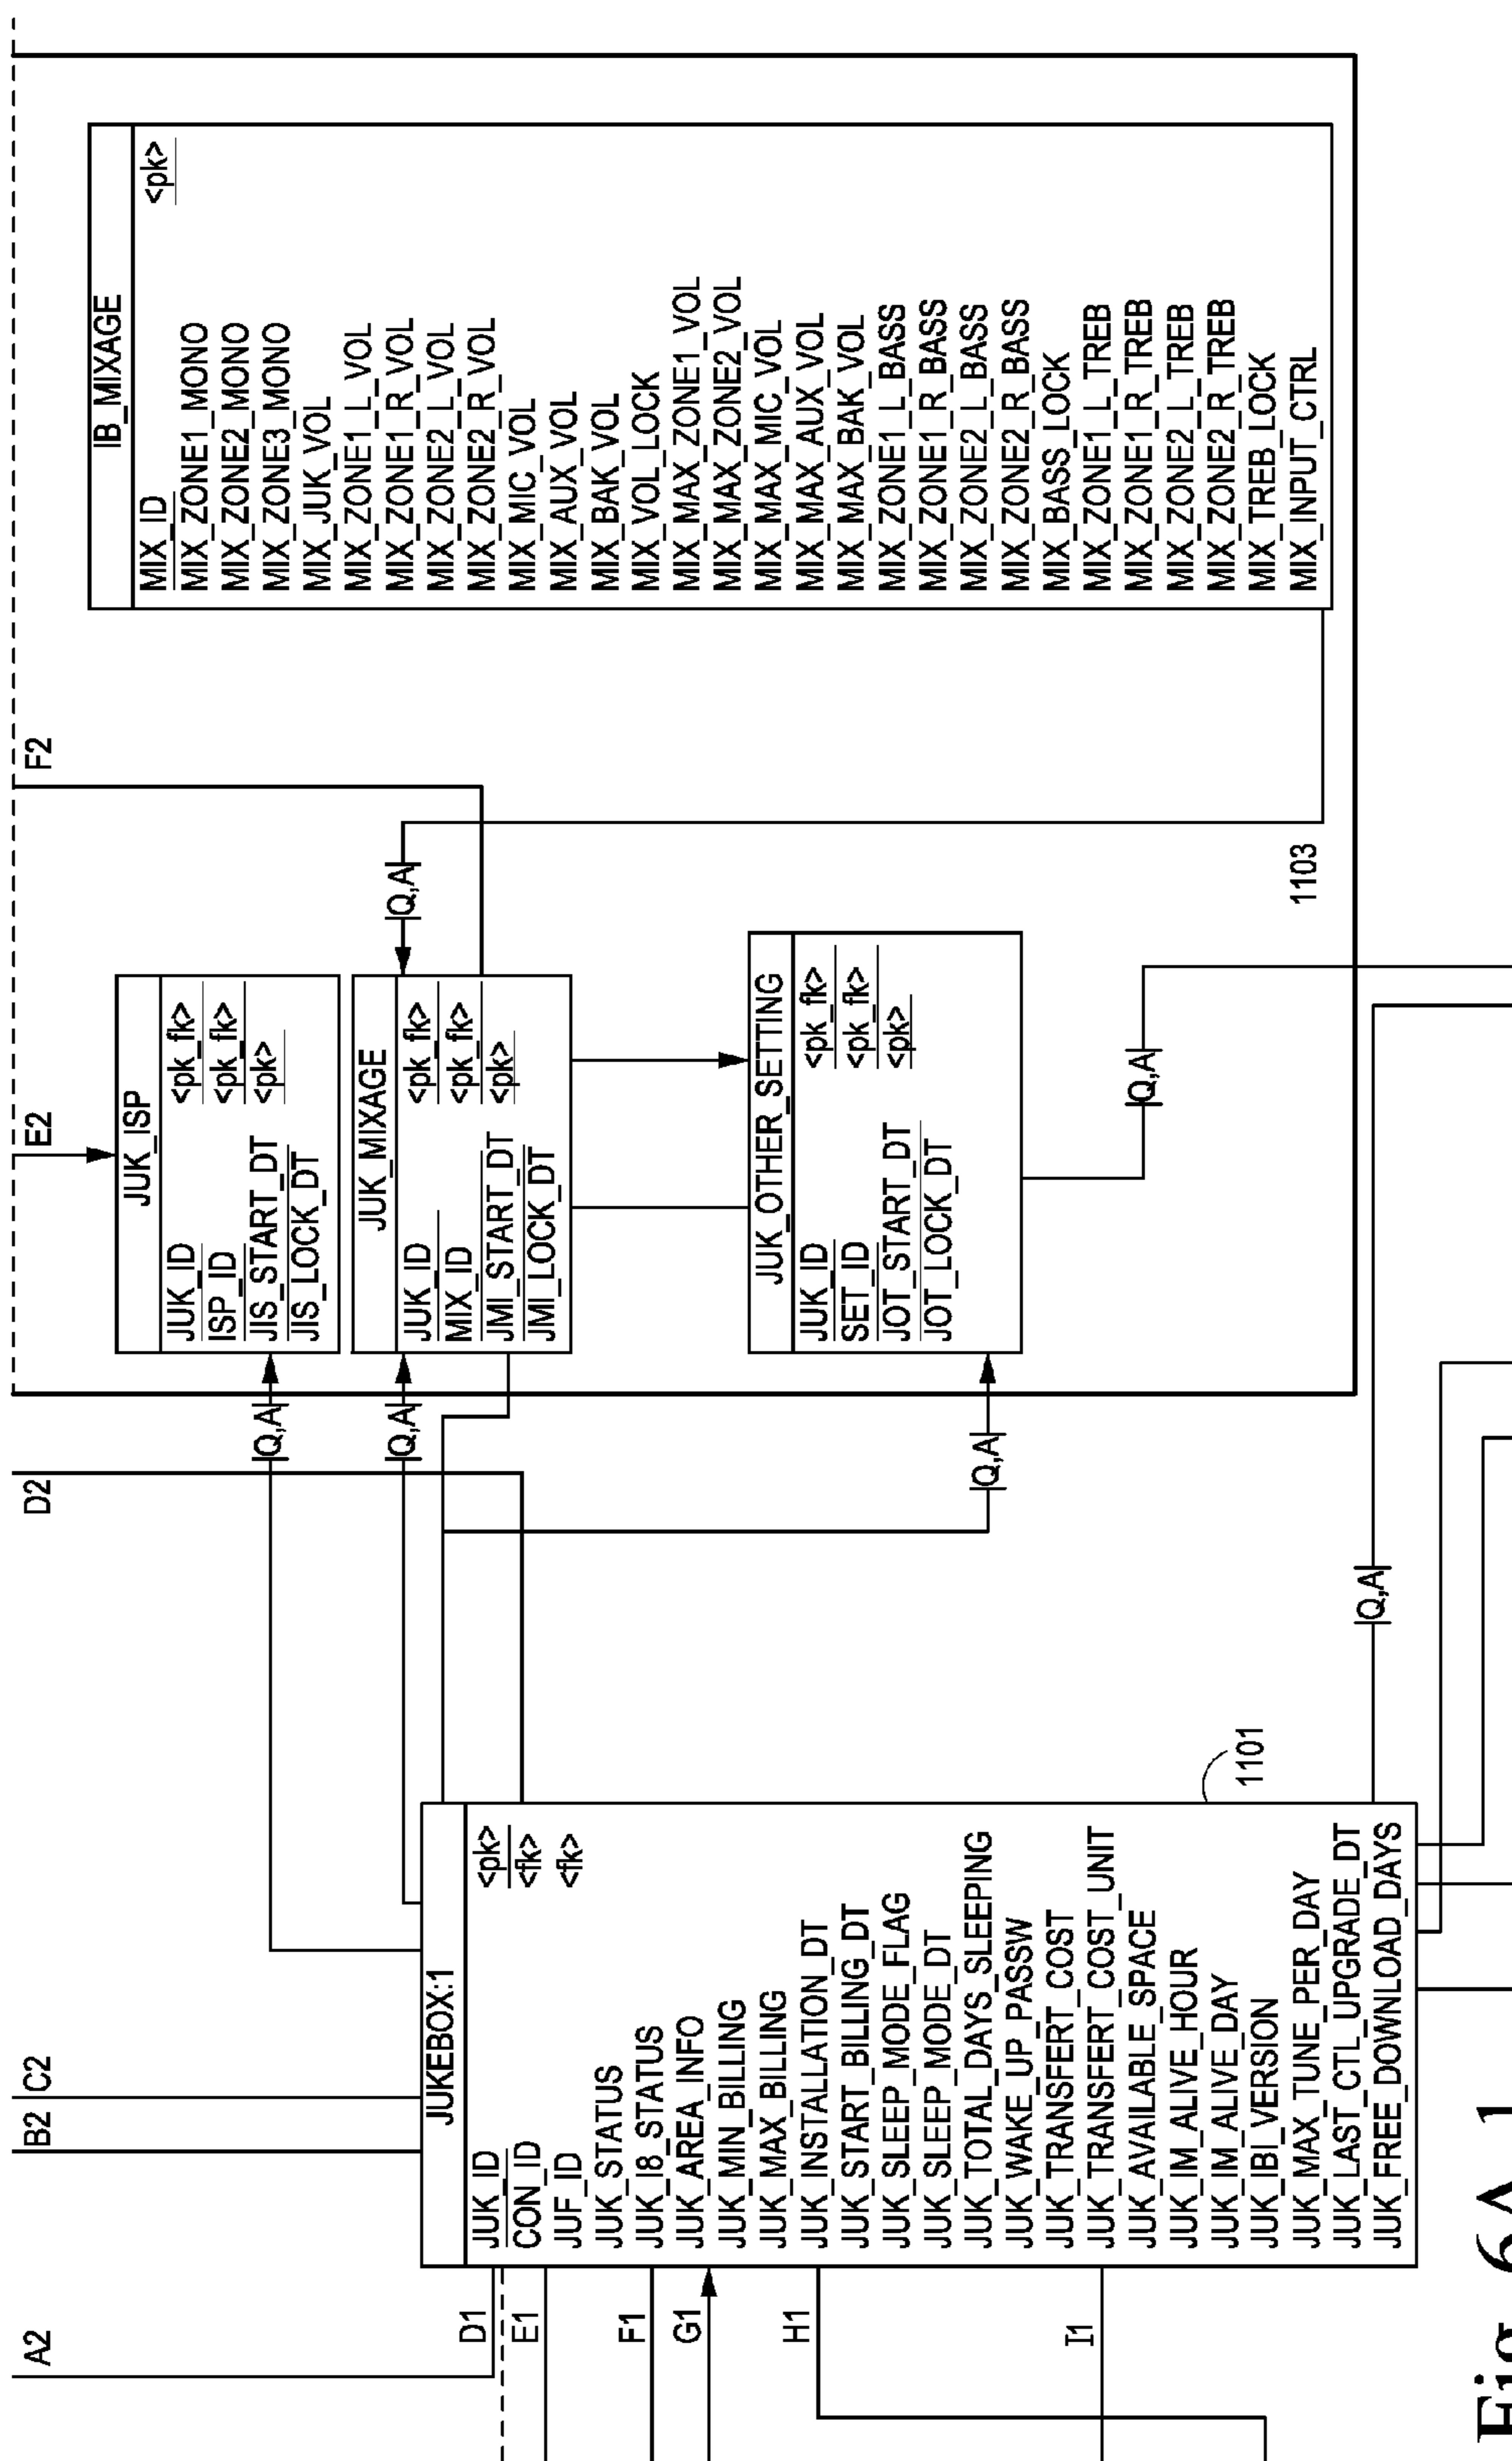 A2
B2
C2
D2
E2
F2
D1
E1
F1
G1
H1
I1
JUKEBOX:1
JUK_ID <pk>
CON_ID <fk>
JUF_ID <fk>
JUK_STATUS
JUK_I8_STATUS
JUK_AREA_INFO
JUK_MIN_BILLING
JUK_MAX_BILLING
JUK_INSTALLATION_DT
JUK_START_BILLING_DT
JUK_SLEEP_MODE_FLAG
JUK_SLEEP_MODE_DT
JUK_TOTAL_DAYS_SLEEPING
JUK_WAKE_UP_PASSW
JUK_TRANSFERT_COST
JUK_TRANSFERT_COST_UNIT
JUK_AVAILABLE_SPACE
JUK_IM_ALIVE_HOUR
JUK_IM_ALIVE_DAY
JUK_IBI_VERSION
JUK_MAX_TUNE_PER_DAY
JUK_LAST_CTL_UPGRADE_DT
JUK_FREE_DOWNLOAD_DAYS
1101
|Q,A|
|Q,A|
|Q,A|
|Q,A|
JUK_ISP
JUK_ID <pk_fk>
ISP_ID <pk_fk>
JIS_START_DT <pk>
JIS_LOCK_DT
JUK_MIXAGE
JUK_ID <pk_fk>
MIX_ID <pk_fk>
JMI_START_DT <pk>
JMI_LOCK_DT
JUK_OTHER_SETTING
JUK_ID <pk_fk>
SET_ID <pk_fk>
JOT_START_DT <pk>
JOT_LOCK_DT
|Q,A|
|Q,A|
1103
IB_MIXAGE
MIX_ID <pk>
MIX_ZONE1_MONO
MIX_ZONE2_MONO
MIX_ZONE3_MONO
MIX_JUK_VOL
MIX_ZONE1_L_VOL
MIX_ZONE1_R_VOL
MIX_ZONE2_L_VOL
MIX_ZONE2_R_VOL
MIX_MIC_VOL
MIX_AUX_VOL
MIX_BAK_VOL
MIX_VOL_LOCK
MIX_MAX_ZONE1_VOL
MIX_MAX_ZONE2_VOL
MIX_MAX_MIC_VOL
MIX_MAX_AUX_VOL
MIX_MAX_BAK_VOL
MIX_ZONE1_L_BASS
MIX_ZONE1_R_BASS
MIX_ZONE2_L_BASS
MIX_ZONE2_R_BASS
MIX_BASS_LOCK
MIX_ZONE1_L_TREB
MIX_ZONE1_R_TREB
MIX_ZONE2_L_TREB
MIX_ZONE2_R_TREB
MIX_TREB_LOCK
MIX_INPUT_CTRL
Fig. 6A.1